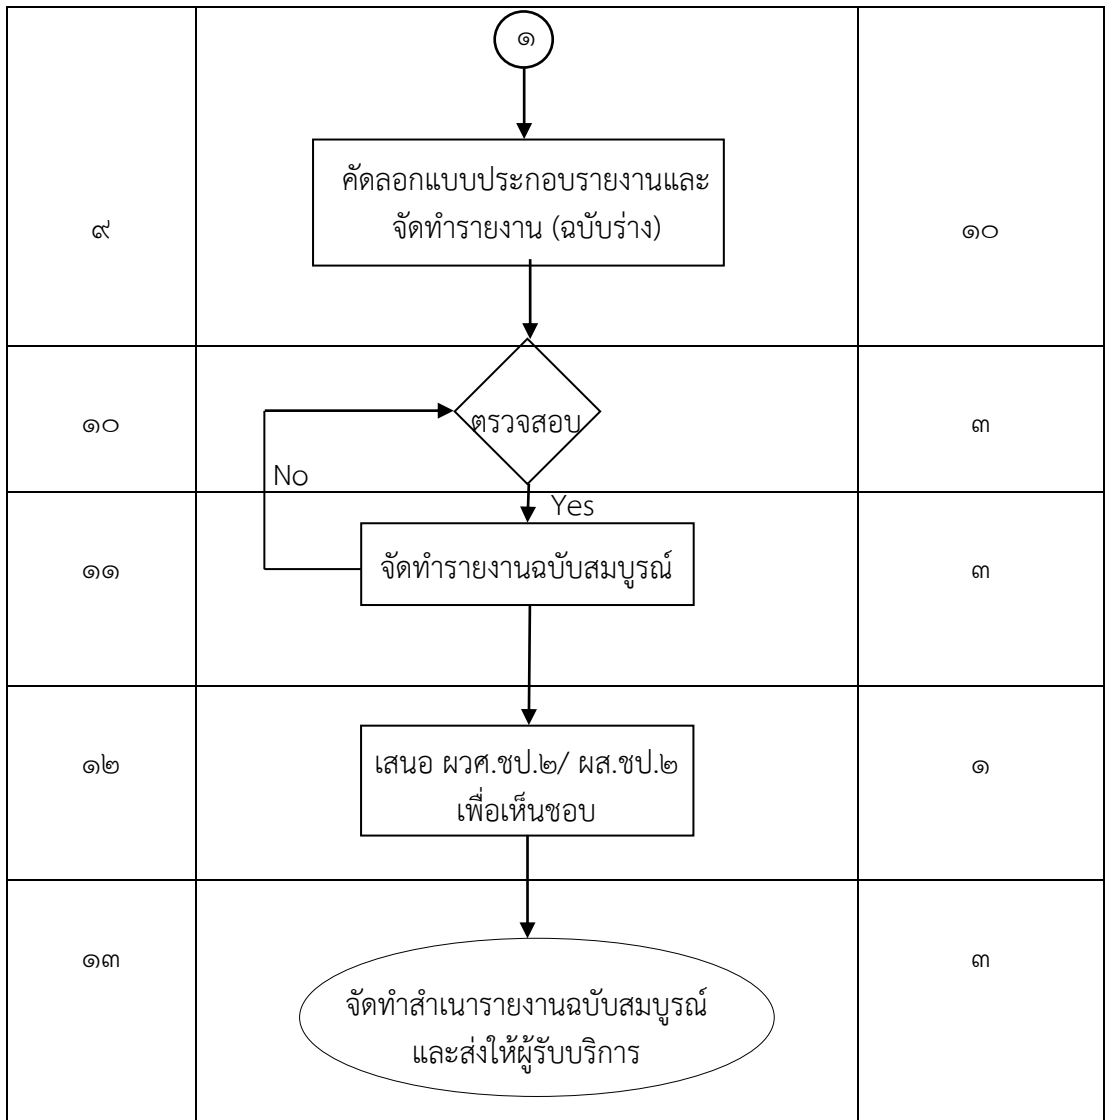 ๑
คัดลอกแบบประกอบรายงานและ
จัดทำรายงาน (ฉบับร่าง)
๙
๑๐
๑๐
ตรวจสอบ
๓
No
Yes
๑๑
จัดทำรายงานฉบับสมบูรณ์
๓
๑๒
เสนอ ผวศ.ชป.๒/ ผส.ชป.๒
เพื่อเห็นชอบ
๑
๑๓
๓
จัดทำสำเนารายงานฉบับสมบูรณ์
และส่งให้ผู้รับบริการ